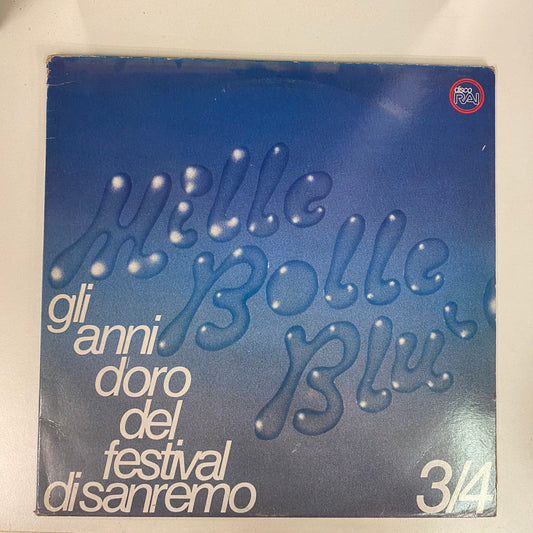 disco
RAI
Mille
Bolle
Blu
gli
anni
doro
del
festival
disanremo
3/4